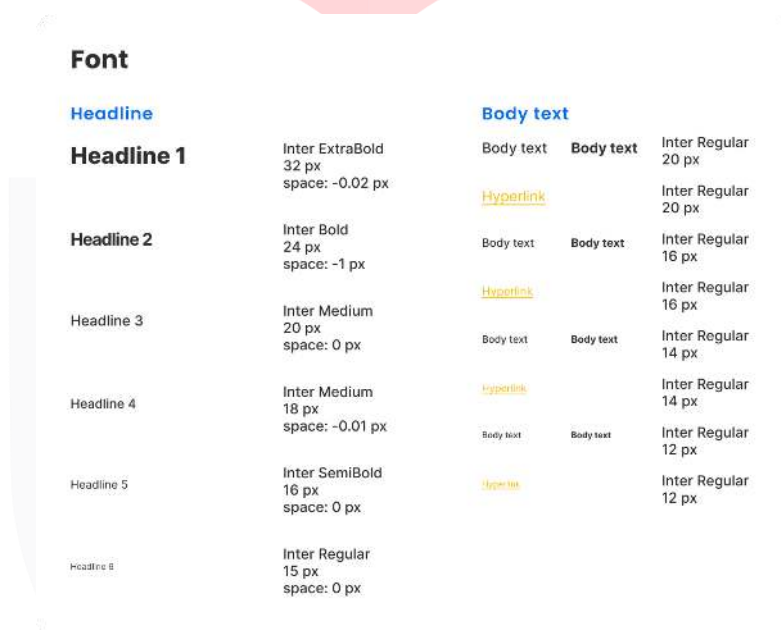 Font
Headline
Headline 1
Inter ExtraBold
32 px
space: -0.02 px
Headline 2
Inter Bold
24 px
space: -1 px
Headline 3
Inter Medium
20 px
space: 0 px
Headline 4
Inter Medium
18 px
space: -0.01 px
Headline 5
Inter SemiBold
16 px
space: 0 px
Headline 6
Inter Regular
15 px
space: 0 px
Body text
Body text Body text Inter Regular
20 px
Hyperlink Inter Regular
20 px
Body text Body text Inter Regular
16 px
Hyperlink Inter Regular
16 px
Body text Body text Inter Regular
14 px
Hyperlink Inter Regular
14 px
Body text Body text Inter Regular
12 px
Hyperlink Inter Regular
12 px